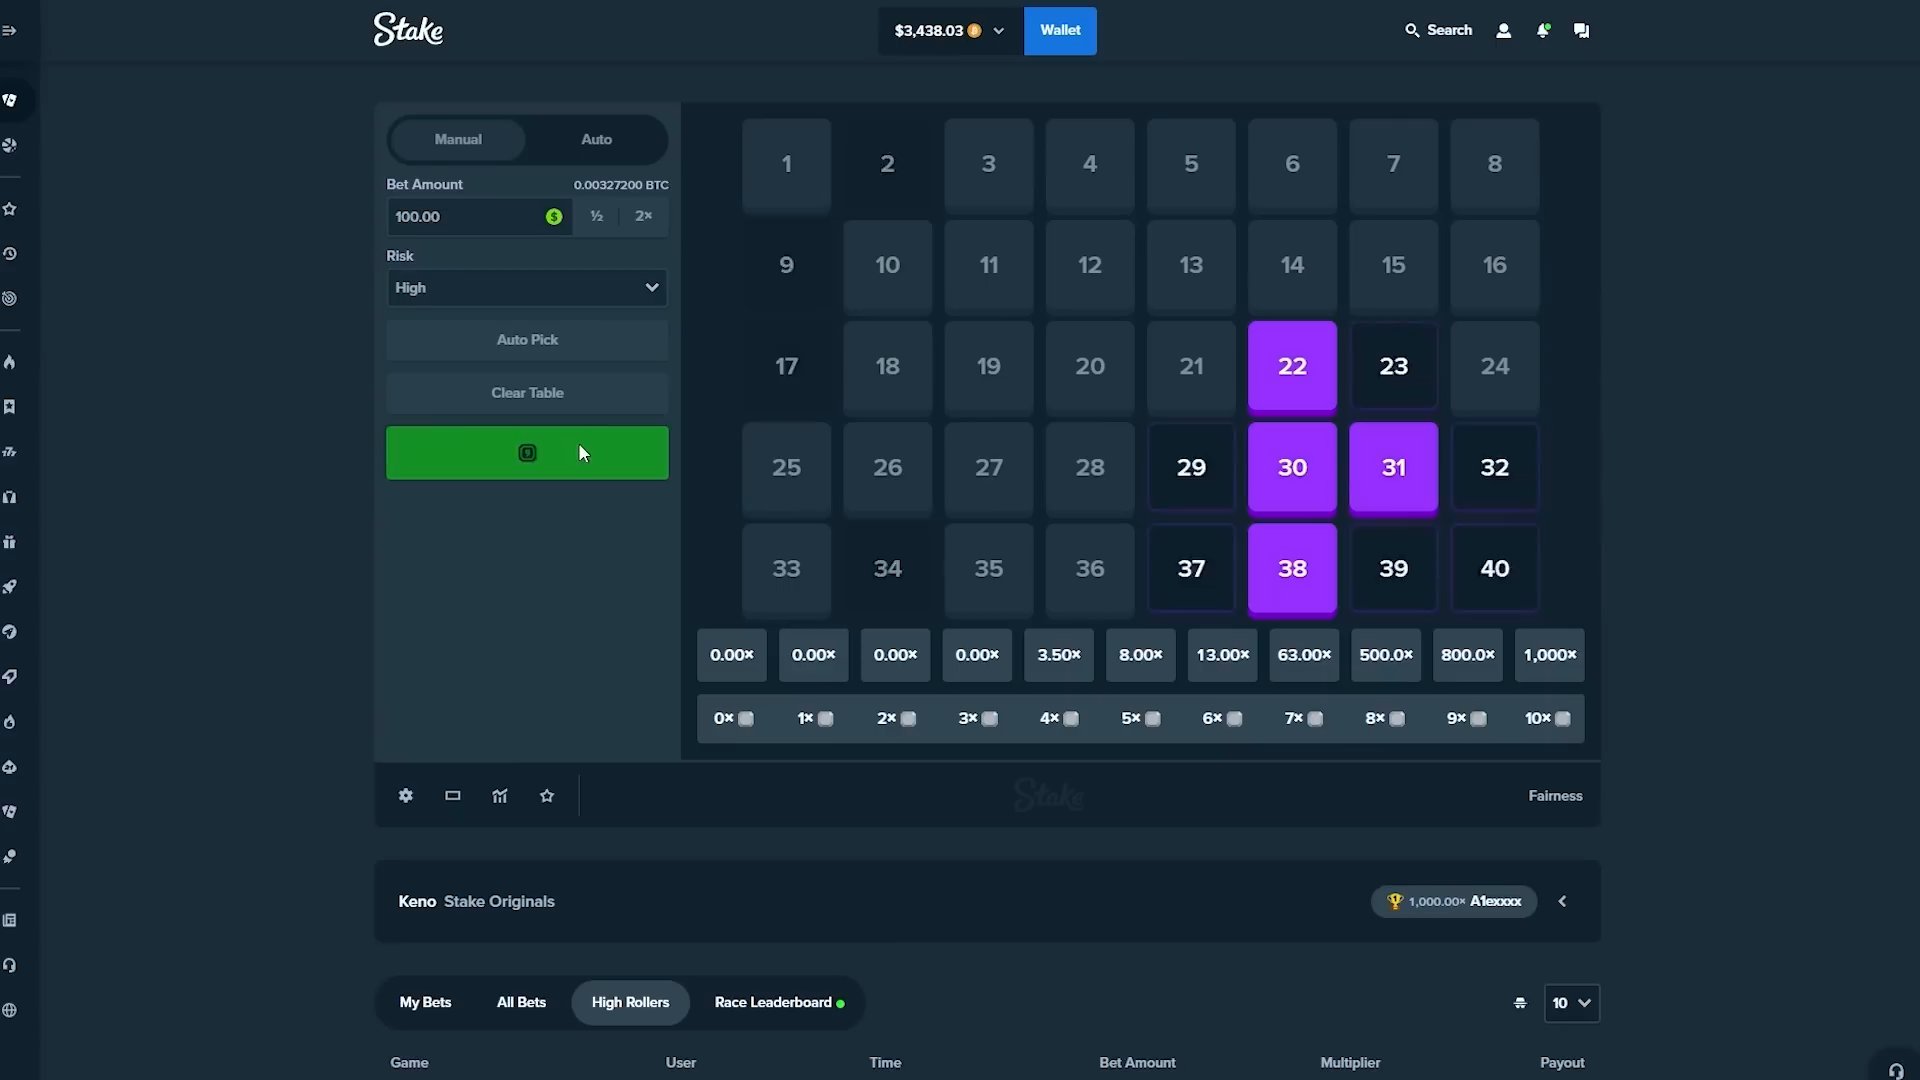 Stake
$3,438.03
Wallet
Search
Manual
Auto
Bet Amount
0.00327200 BTC
100.00
½
2×
Risk
High
Auto Pick
Clear Table
1 2 3 4 5 6 7 8
9 10 11 12 13 14 15 16
17 18 19 20 21 22 23 24
25 26 27 28 29 30 31 32
33 34 35 36 37 38 39 40
0.00× 0.00× 0.00× 0.00× 3.50× 8.00× 13.00× 63.00× 500.0× 800.0× 1,000×
0× 1× 2× 3× 4× 5× 6× 7× 8× 9× 10×
Stake
Fairness
Keno Stake Originals
1,000.00× A1exxxx
My Bets
All Bets
High Rollers
Race Leaderboard
10
Game User Time Bet Amount Multiplier Payout